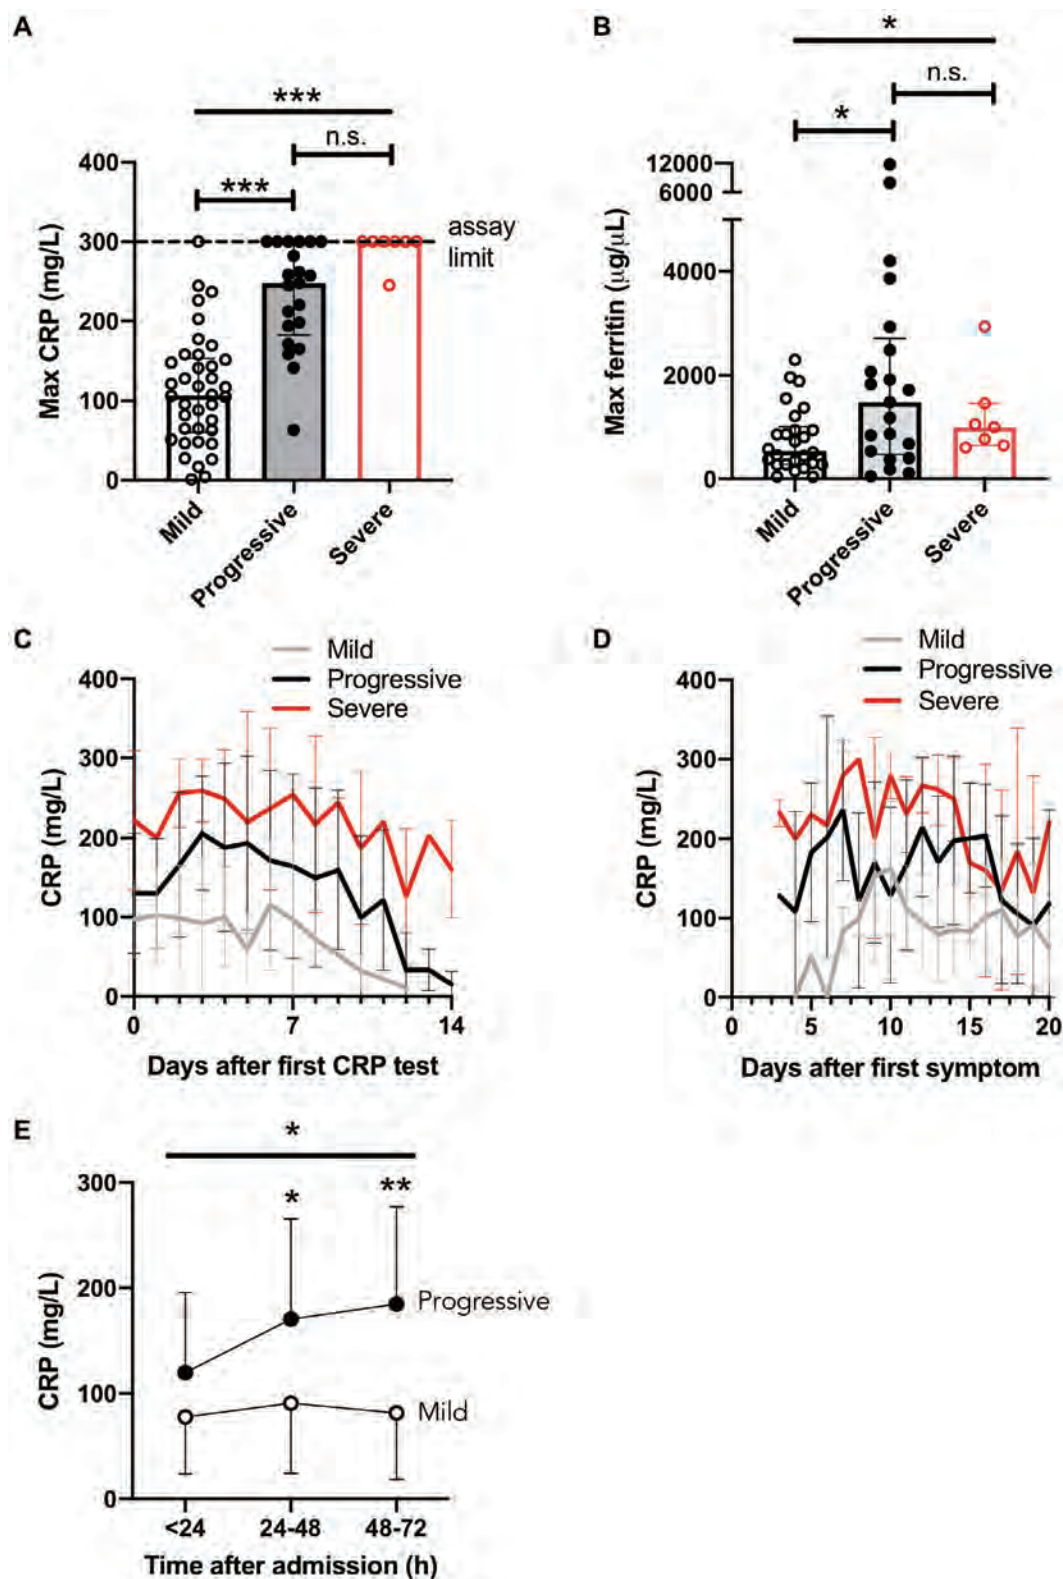 A
***
n.s.
***
400
300
200
100
0
Max CRP (mg/L)
assay
limit
Mild
Progressive
Severe
B
*
n.s.
*
12000
6000
4000
2000
0
Max ferritin (µg/µL)
Mild
Progressive
Severe
C
Mild
Progressive
Severe
400
300
200
100
0
CRP (mg/L)
0 7 14
Days after first CRP test
D
Mild
Progressive
Severe
400
300
200
100
0
CRP (mg/L)
0 5 10 15 20
Days after first symptom
E
*
* **
300
200
100
0
CRP (mg/L)
Progressive
Mild
<24 24-48 48-72
Time after admission (h)